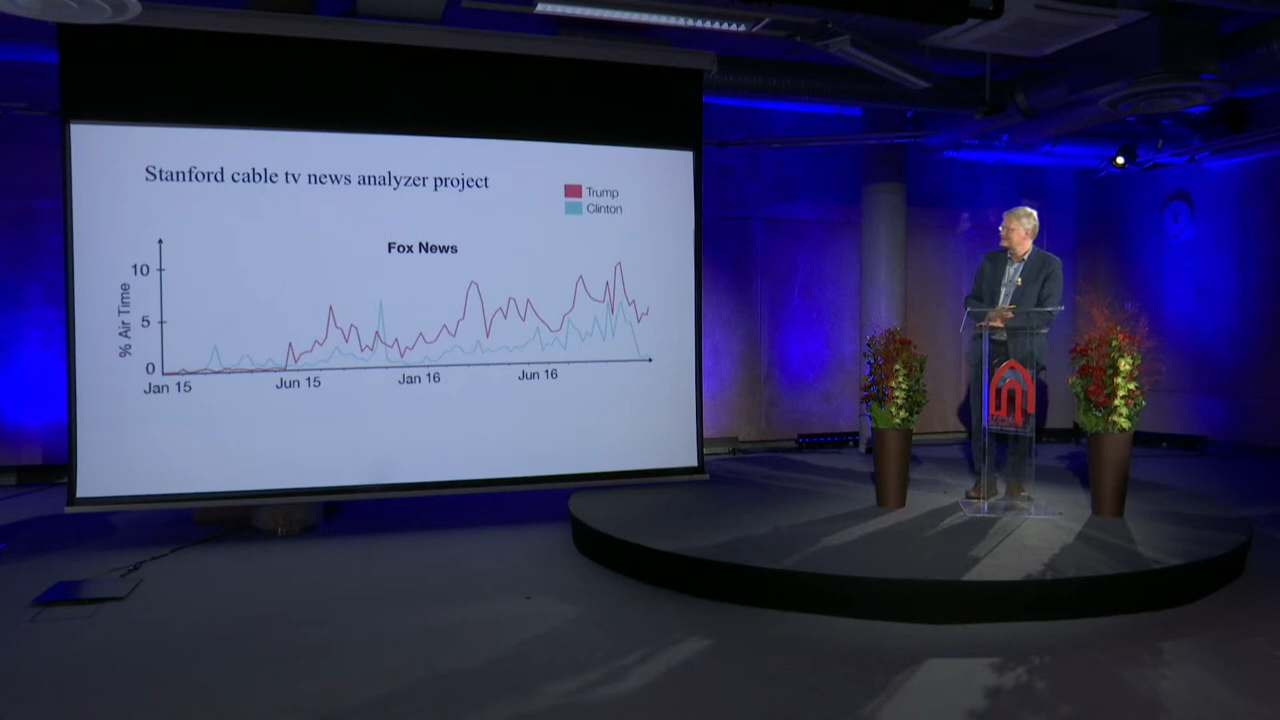 Stanford cable tv news analyzer project
Trump
Clinton
Fox News
% Air Time
10
5
0
Jan 15
Jun 15
Jan 16
Jun 16